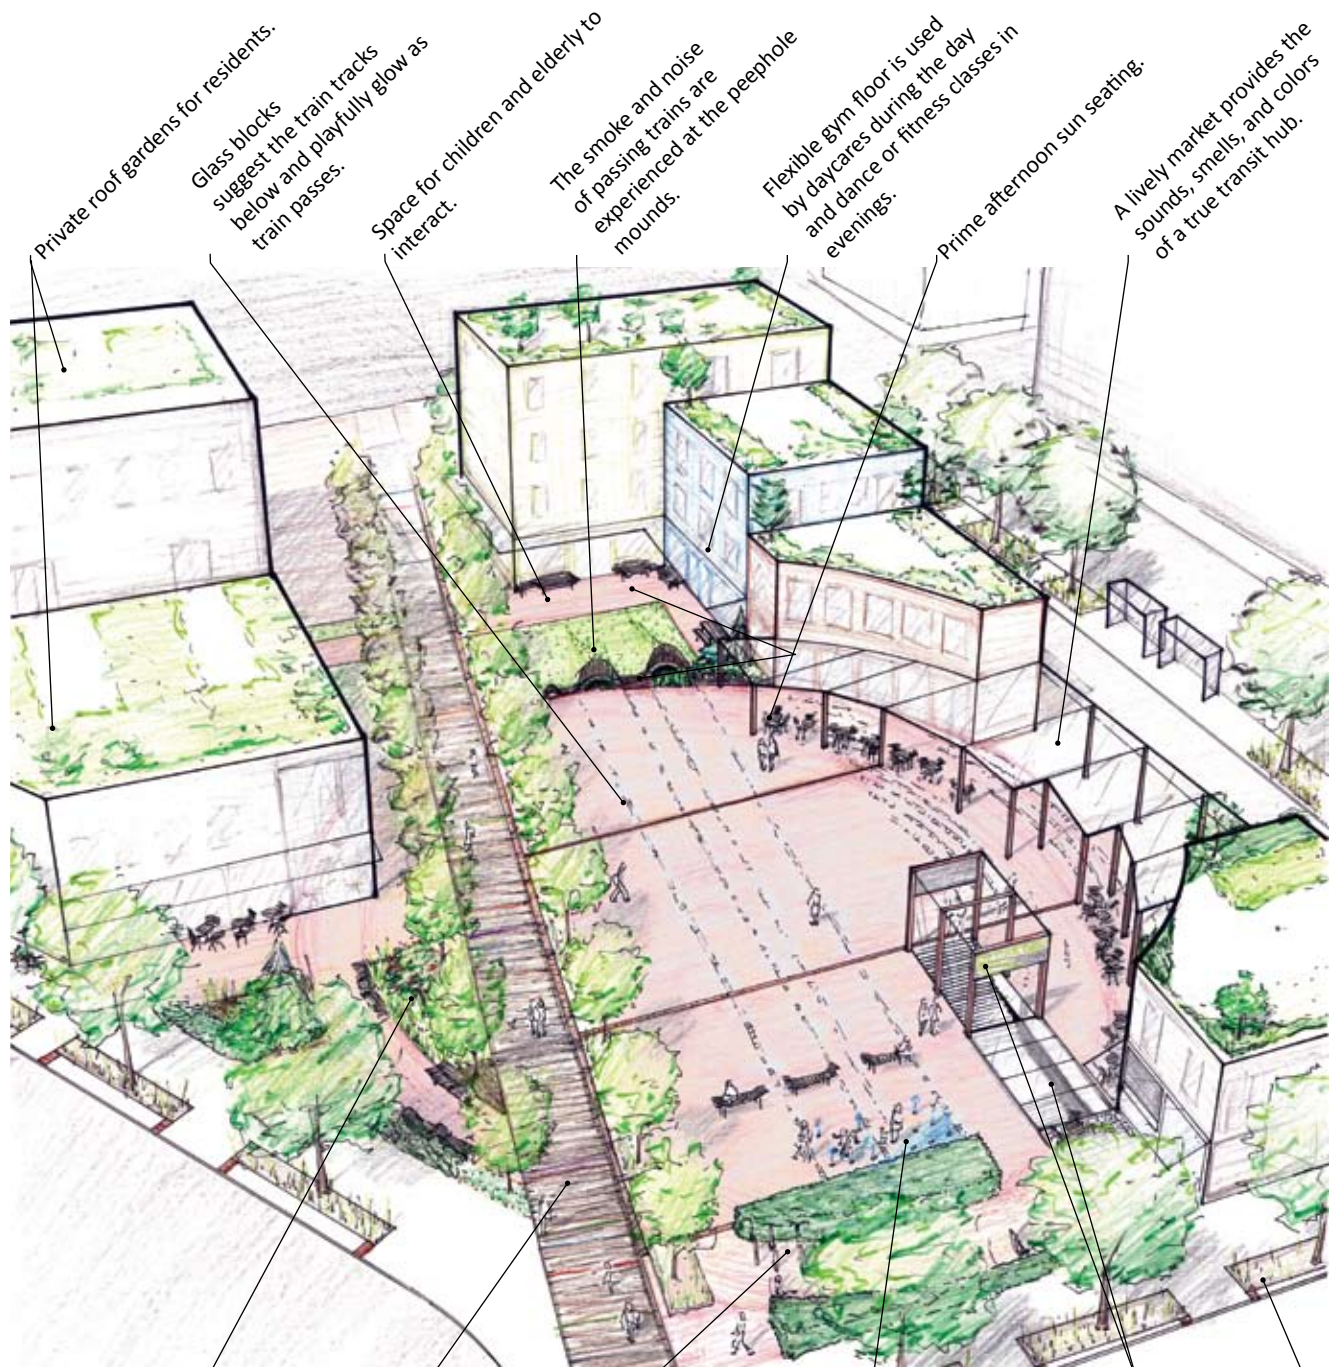 Private roof gardens for residents.
Glass blocks
suggest the train tracks
below and playfully glow as
train passes.
Space for children and elderly to
interact.
The smoke and noise
of passing trains are
experienced at the peephole
mounds.
Flexible gym floor is used
by daycares during the day
and dance or fitness classes in
evenings.
Prime afternoon sun seating.
A lively market provides the
sounds, smells, and colors
of a true transit hub.